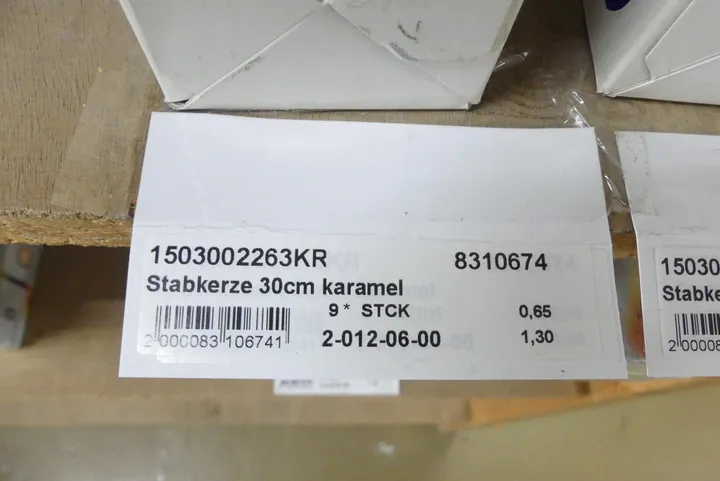 1503002263KR 8310674
Stabkerze 30cm karamel
9 * STCK 0,65
2 000083 106741 2-012-06-00 1,30
15030
Stabke
2 00008